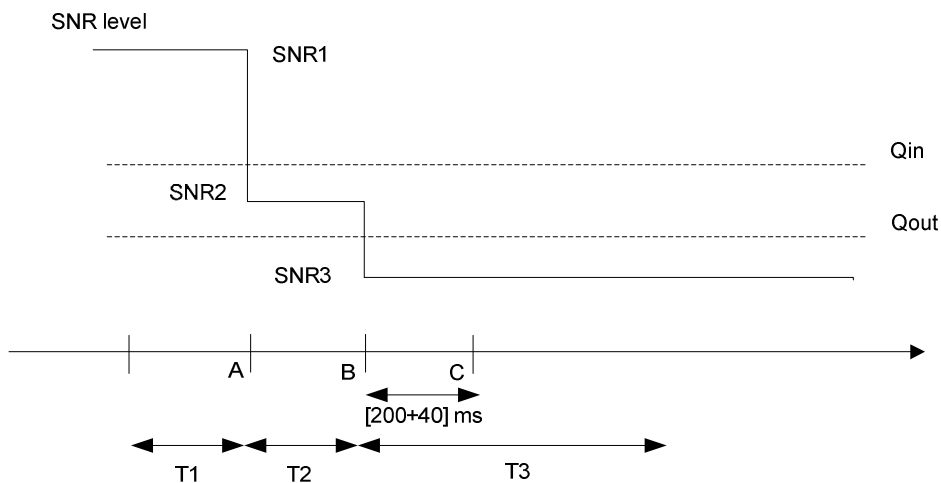 SNR level
SNR1
Qin
SNR2
Qout
SNR3
A
B
C
[200+40] ms
T1
T2
T3